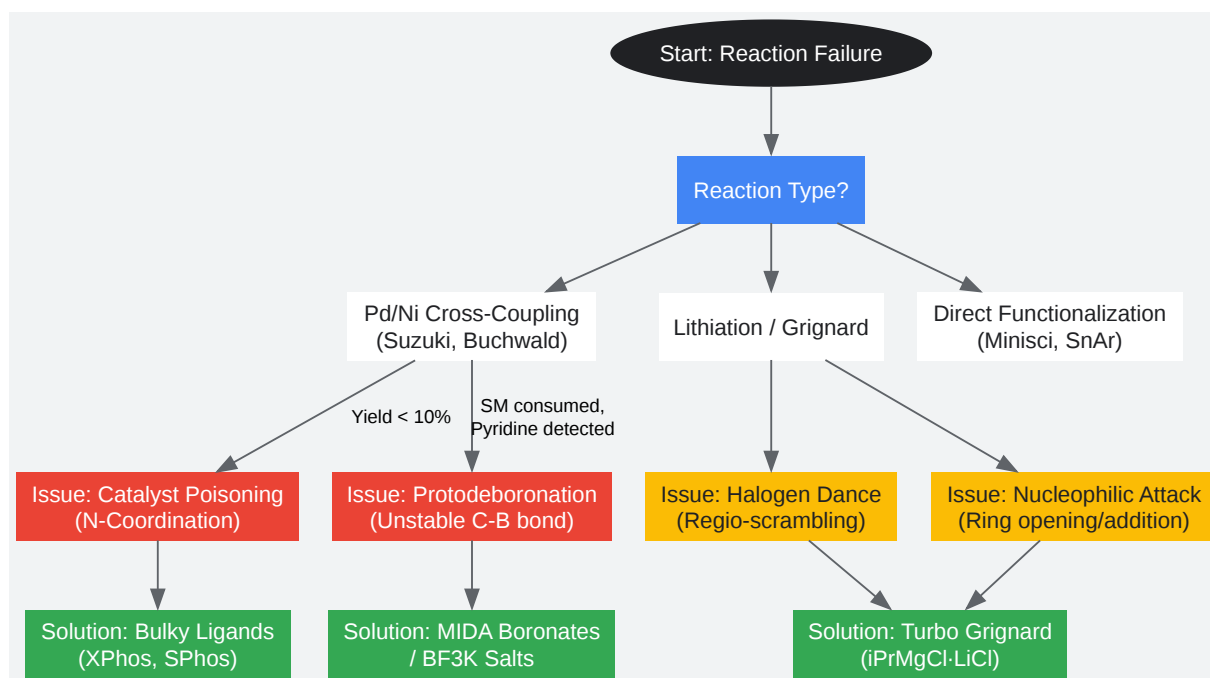 Start: Reaction Failure
Reaction Type?
Pd/Ni Cross-Coupling
(Suzuki, Buchwald)
Lithiation / Grignard
Direct Functionalization
(Minisci, SnAr)
Yield < 10%
SM consumed,
Pyridine detected
Issue: Catalyst Poisoning
(N-Coordination)
Issue: Protodeboronation
(Unstable C-B bond)
Issue: Halogen Dance
(Regio-scrambling)
Issue: Nucleophilic Attack
(Ring opening/addition)
Solution: Bulky Ligands
(XPhos, SPhos)
Solution: MIDA Boronates
/ BF3K Salts
Solution: Turbo Grignard
(iPrMgCl·LiCl)